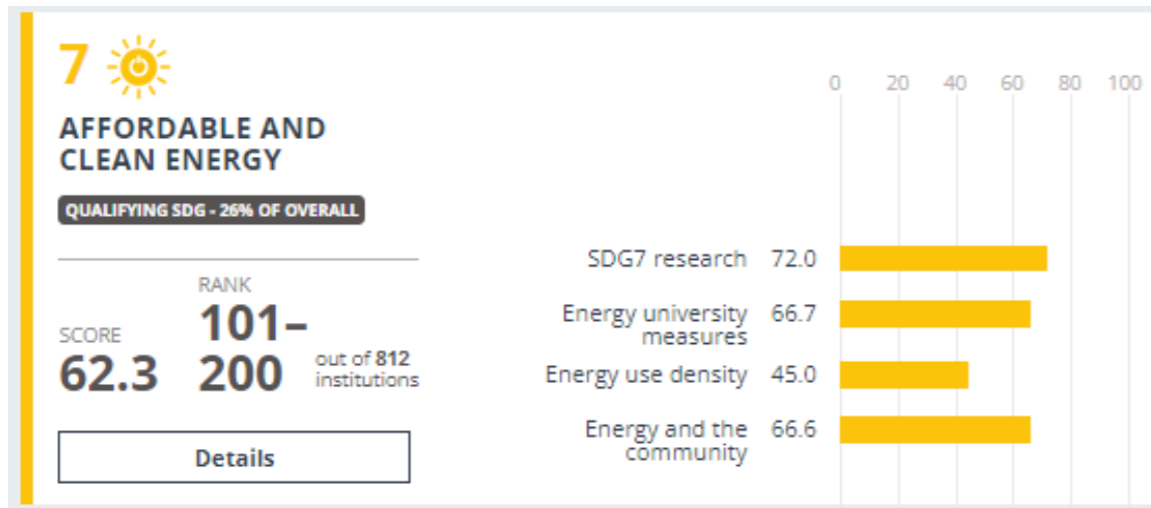 7
AFFORDABLE AND
CLEAN ENERGY
QUALIFYING SDG - 26% OF OVERALL
SCORE
62.3
RANK
101–
200
out of 812
institutions
Details
0 20 40 60 80 100
SDG7 research 72.0
Energy university 66.7
measures
Energy use density 45.0
Energy and the 66.6
community